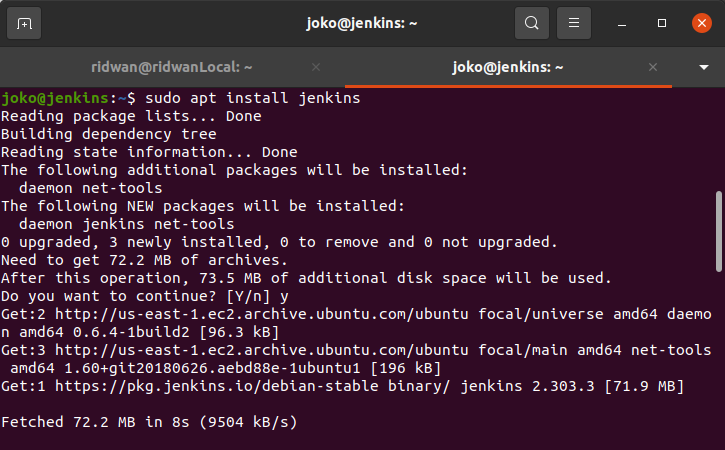 joko@jenkins: ~
ridwan@ridwanLocal: ~
joko@jenkins: ~
joko@jenkins:~$ sudo apt install jenkins
Reading package lists... Done
Building dependency tree
Reading state information... Done
The following additional packages will be installed:
  daemon net-tools
The following NEW packages will be installed:
  daemon jenkins net-tools
0 upgraded, 3 newly installed, 0 to remove and 0 not upgraded.
Need to get 72.2 MB of archives.
After this operation, 73.5 MB of additional disk space will be used.
Do you want to continue? [Y/n] y
Get:2 http://us-east-1.ec2.archive.ubuntu.com/ubuntu focal/universe amd64 daemo
n amd64 0.6.4-1build2 [96.3 kB]
Get:3 http://us-east-1.ec2.archive.ubuntu.com/ubuntu focal/main amd64 net-tools
 amd64 1.60+git20180626.aebd88e-1ubuntu1 [196 kB]
Get:1 https://pkg.jenkins.io/debian-stable binary/ jenkins 2.303.3 [71.9 MB]
Fetched 72.2 MB in 8s (9504 kB/s)